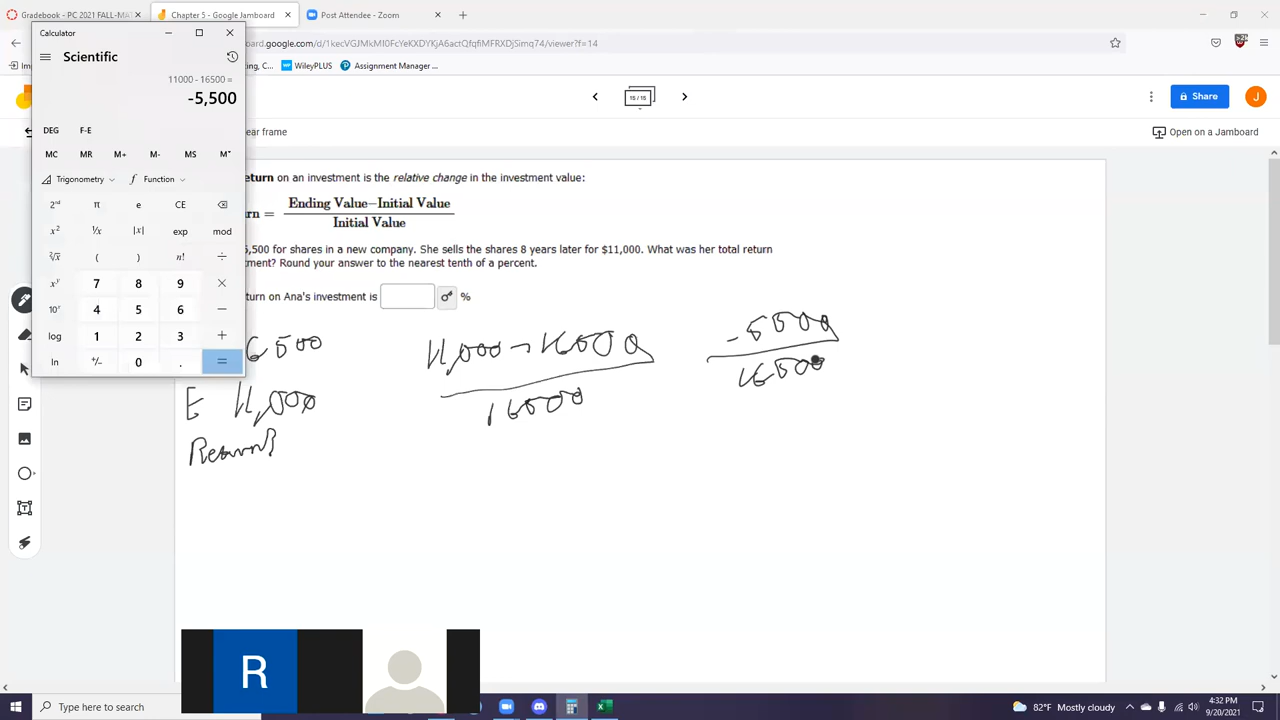 Gradebook - PC 2021 FALL-MAT
Chapter 5 - Google Jamboard
Post Attendee - Zoom
board.google.com/d/1kecVGJMkMI0FcYeKXDYKjA6actQfqfiMFRXDjSimq74/viewer?f=14
WileyPLUS
Assignment Manager ...
Calculator
Scientific
11000 - 16500 =
-5,500
DEG F-E
MC MR M+ M- MS M˅
Trigonometry Function
2ⁿᵈ π e CE
x² ¹/x |x| exp mod
²√x ( ) n! ÷
xʸ 7 8 9 ×
10ˣ 4 5 6 −
log 1 2 3 +
ln +/- 0 . =
15 / 15
Share
J
ear frame
Open on a Jamboard
return on an investment is the relative change in the investment value:
rn = Ending Value−Initial Value
Initial Value
6,500 for shares in a new company. She sells the shares 8 years later for $11,000. What was her total return
tment? Round your answer to the nearest tenth of a percent.
turn on Ana's investment is %
6500
E 11,000
Return
11,000 - 16500
16500
-5500
16500
R
Type here to search
82°F Mostly cloudy
4:32 PM
9/20/2021